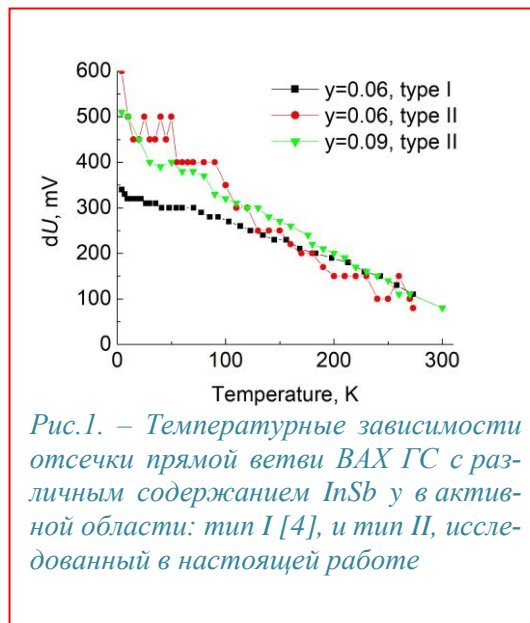 600
500
400
300
200
100
0
dU, mV
y=0.06, type I
y=0.06, type II
y=0.09, type II
0 100 200 300
Temperature, K
Рис.1. – Температурные зависимости
отсечки прямой ветви ВАХ ГС с раз-
личным содержанием InSb y в актив-
ной области: тип I [4], и тип II, иссле-
дованный в настоящей работе